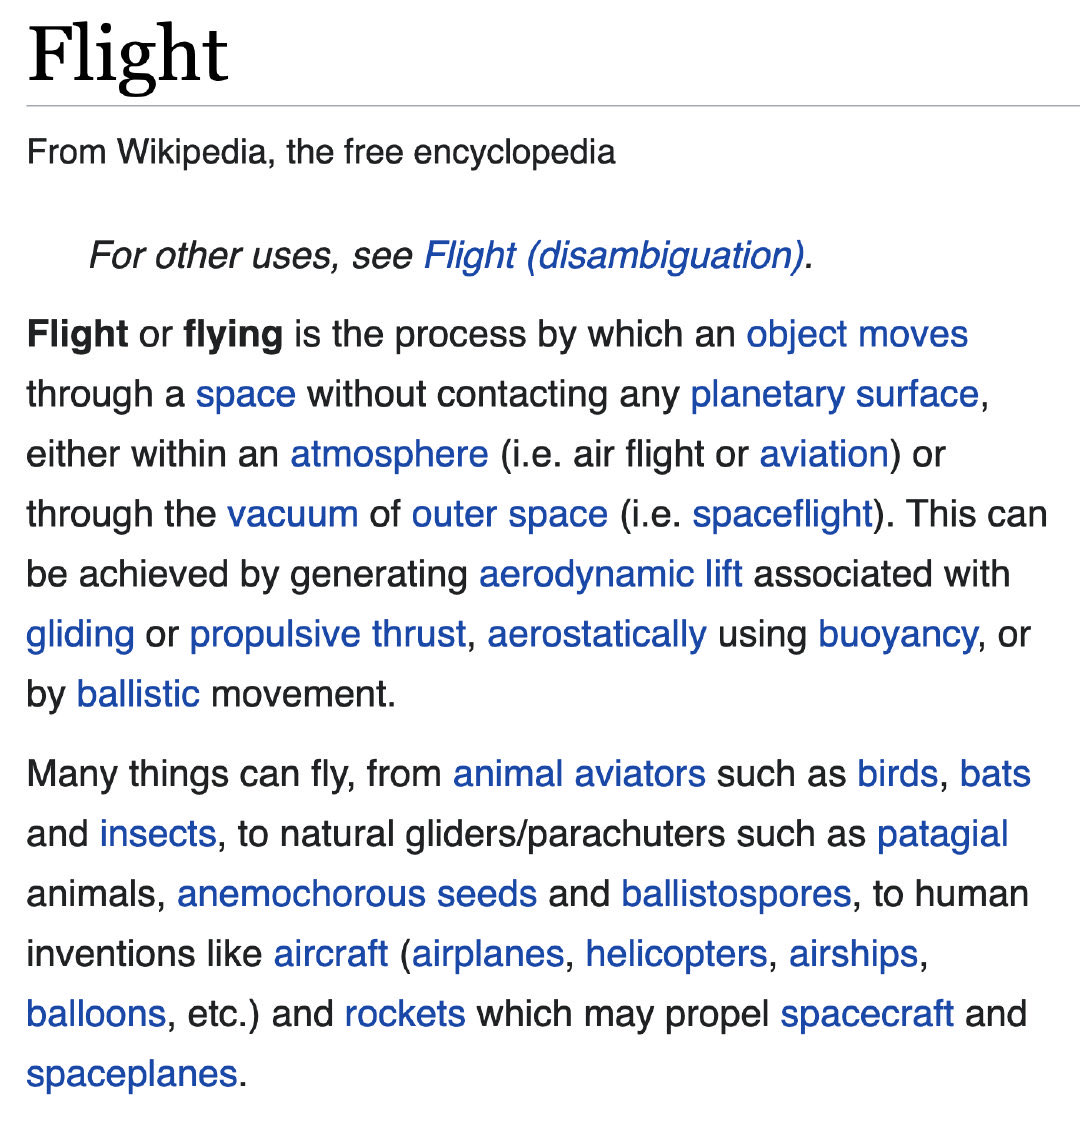 Flight
From Wikipedia, the free encyclopedia
For other uses, see Flight (disambiguation).
Flight or flying is the process by which an object moves
through a space without contacting any planetary surface,
either within an atmosphere (i.e. air flight or aviation) or
through the vacuum of outer space (i.e. spaceflight). This can
be achieved by generating aerodynamic lift associated with
gliding or propulsive thrust, aerostatically using buoyancy, or
by ballistic movement.
Many things can fly, from animal aviators such as birds, bats
and insects, to natural gliders/parachuters such as patagial
animals, anemochorous seeds and ballistospores, to human
inventions like aircraft (airplanes, helicopters, airships,
balloons, etc.) and rockets which may propel spacecraft and
spaceplanes.